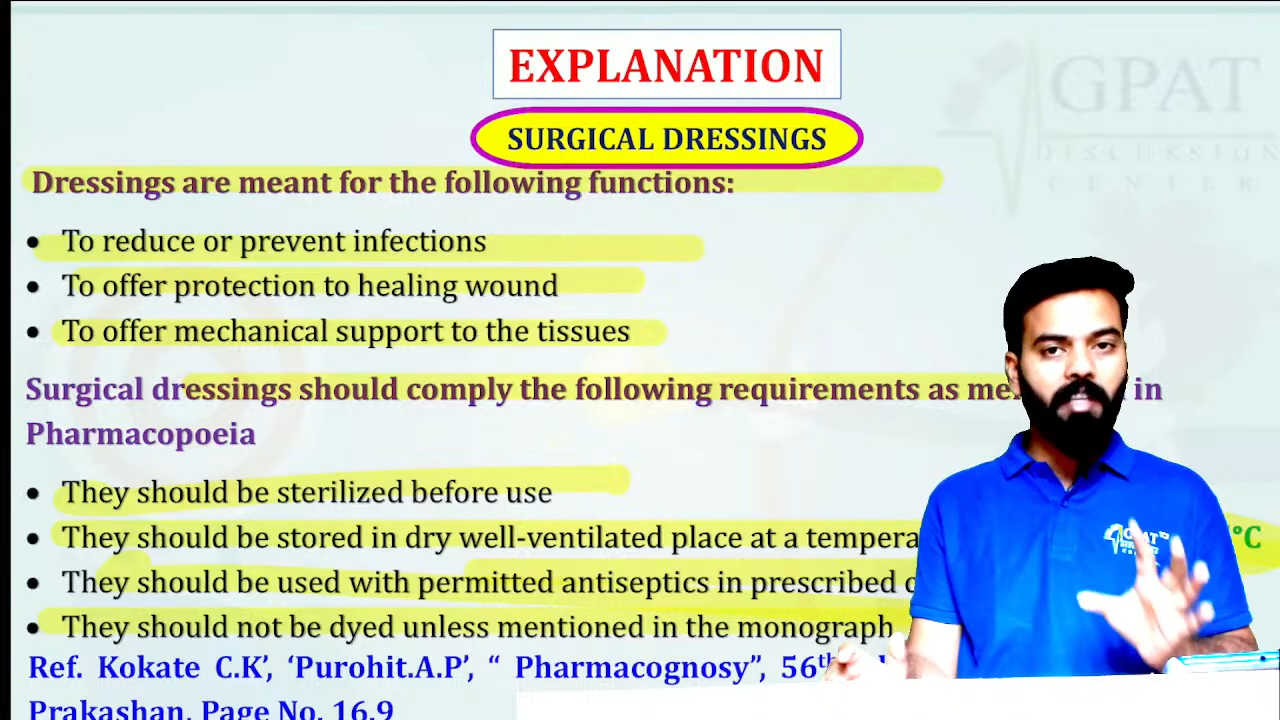 EXPLANATION
GPAT
DISCUSSION
CENTER
SURGICAL DRESSINGS
Dressings are meant for the following functions:
• To reduce or prevent infections
• To offer protection to healing wound
• To offer mechanical support to the tissues
Surgical dressings should comply the following requirements as in
Pharmacopoeia
• They should be sterilized before use
• They should be stored in dry well-ventilated place at a °C
• They should be used with permitted antiseptics in prescribed
• They should not be dyed unless mentioned in the monograph
Ref. Kokate C.K', 'Purohit.A.P', “ Pharmacognosy”, 56th
Prakashan, Page No. 16.9
GPAT